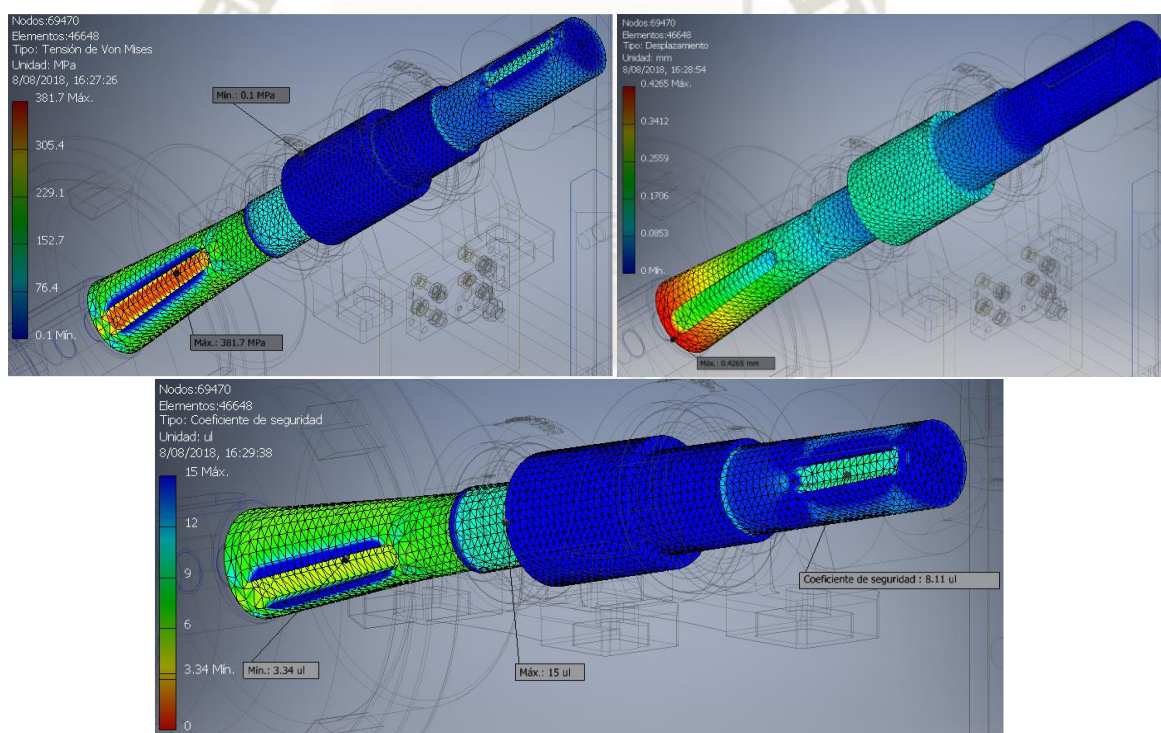 Nodos:69470
Elementos:46648
Tipo: Tensión de Von Mises
Unidad: MPa
8/08/2018, 16:27:26
381.7 Máx.
305.4
229.1
152.7
76.4
0.1 Mín.
Mín.: 0.1 MPa
Máx.: 381.7 MPa
Nodos:69470
Elementos:46648
Tipo: Desplazamiento
Unidad: mm
8/08/2018, 16:28:54
0.4265 Máx.
0.3412
0.2559
0.1706
0.0853
0 Mín.
Máx.: 0.4265 mm
Nodos:69470
Elementos:46648
Tipo: Coeficiente de seguridad
Unidad: ul
8/08/2018, 16:29:38
15 Máx.
12
9
6
3.34 Mín.
0
Mín.: 3.34 ul
Máx.: 15 ul
Coeficiente de seguridad : 8.11 ul